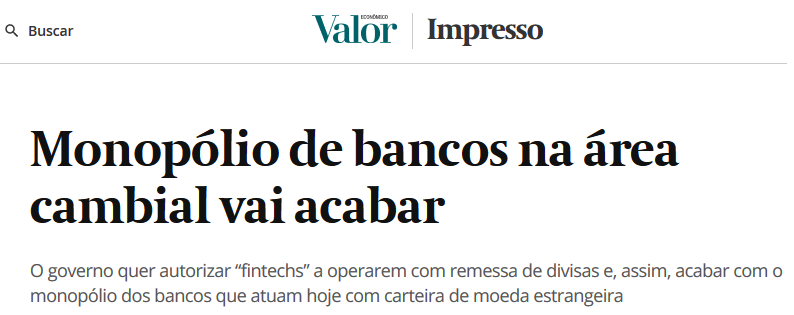 Buscar
Valor ECONÔMICO
Impresso
Monopólio de bancos na área
cambial vai acabar
O governo quer autorizar “fintechs” a operarem com remessa de divisas e, assim, acabar com o
monopólio dos bancos que atuam hoje com carteira de moeda estrangeira